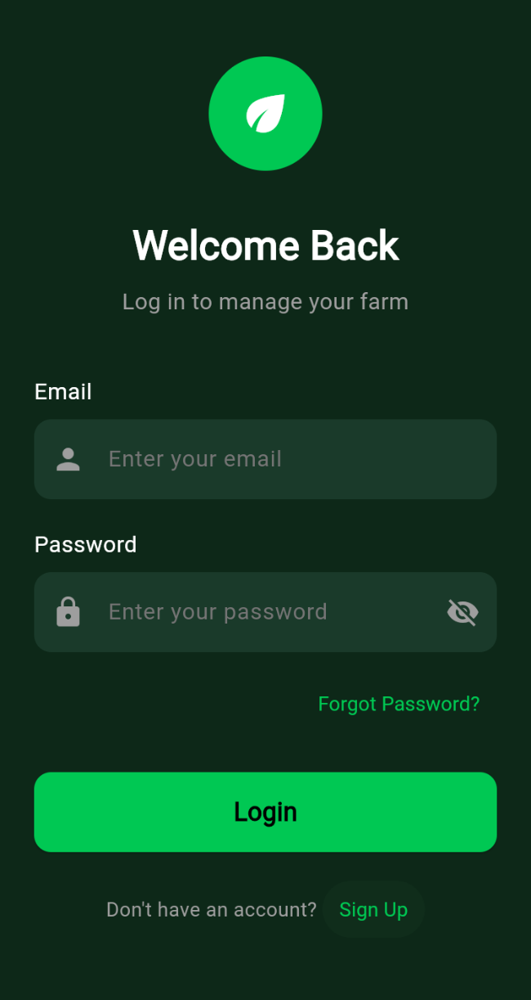 Welcome Back
Log in to manage your farm
Email
Enter your email
Password
Enter your password
Forgot Password?
Login
Don't have an account? Sign Up